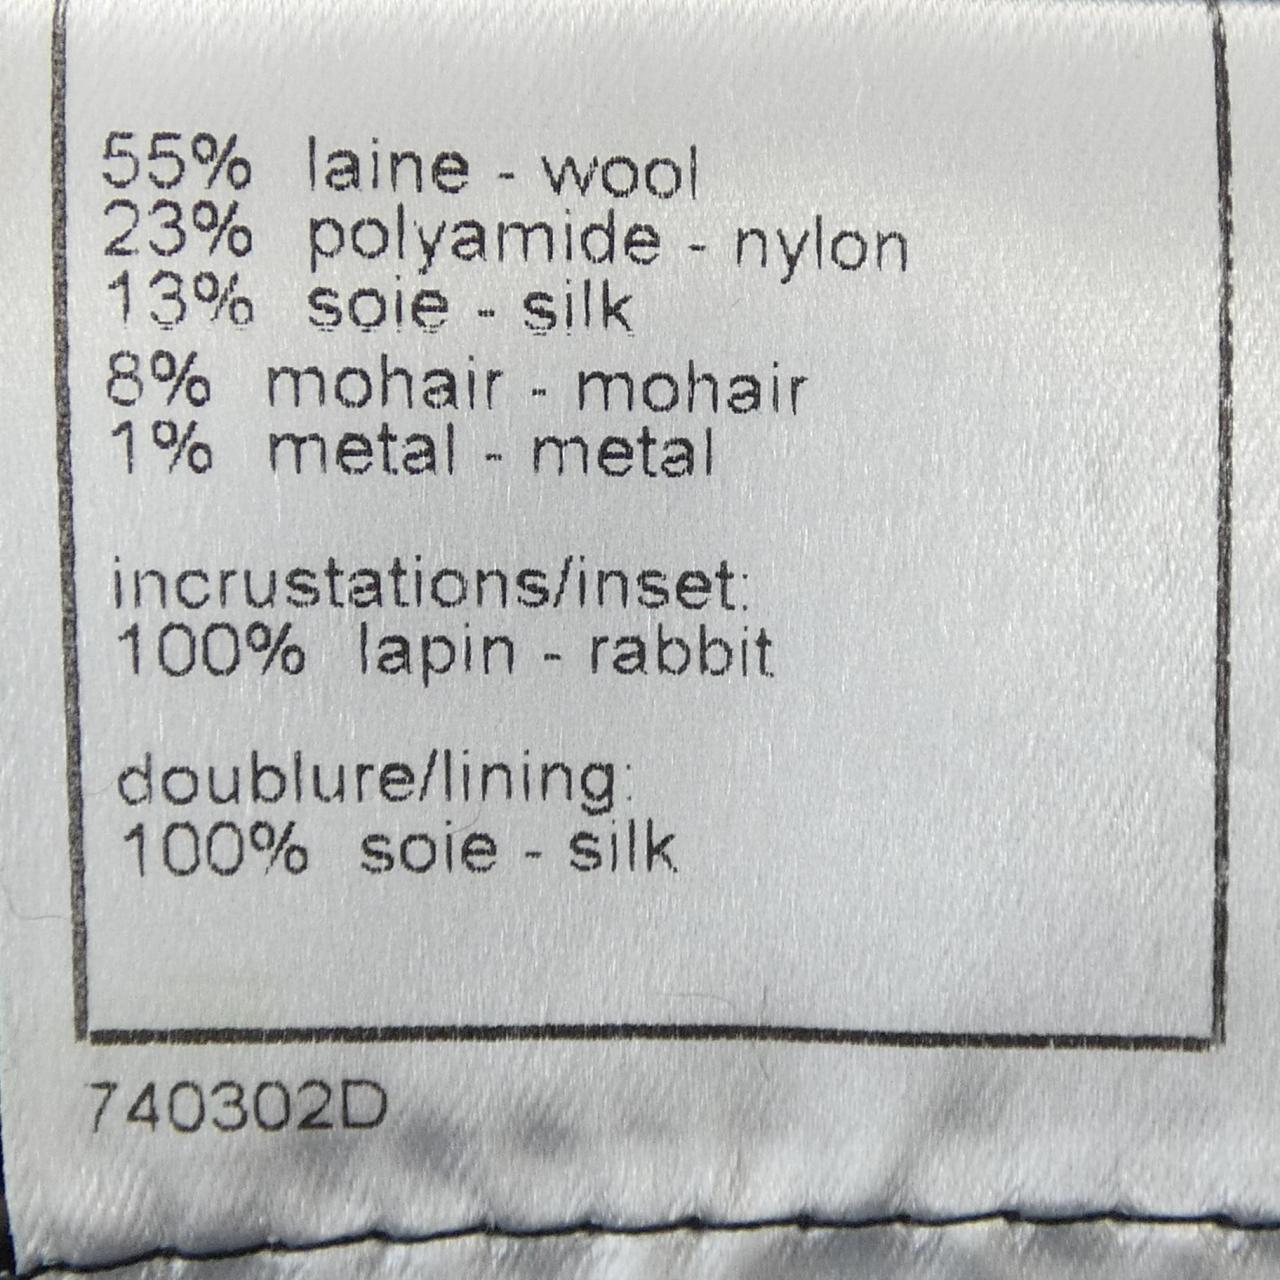 55% laine - wool
23% polyamide - nylon
13% soie - silk
8% mohair - mohair
1% metal - metal
incrustations/inset:
100% lapin - rabbit
doublure/lining:
100% soie - silk
740302D